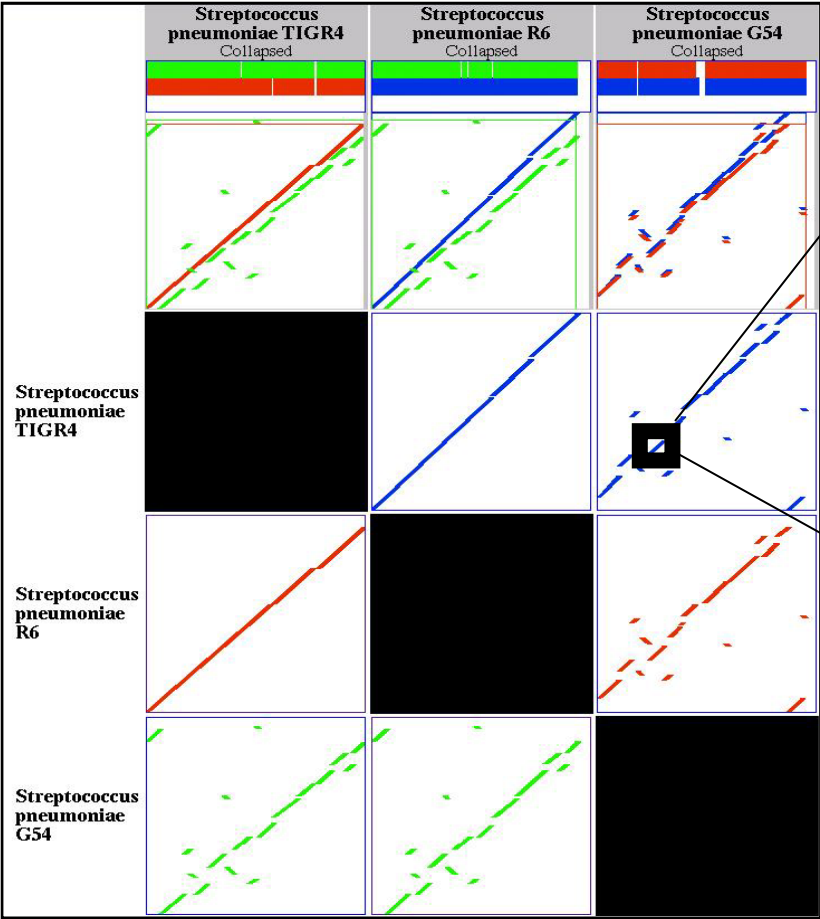 Streptococcus
pneumoniae TIGR4
Collapsed
Streptococcus
pneumoniae R6
Collapsed
Streptococcus
pneumoniae G54
Collapsed
Streptococcus
pneumoniae
TIGR4
Streptococcus
pneumoniae
R6
Streptococcus
pneumoniae
G54